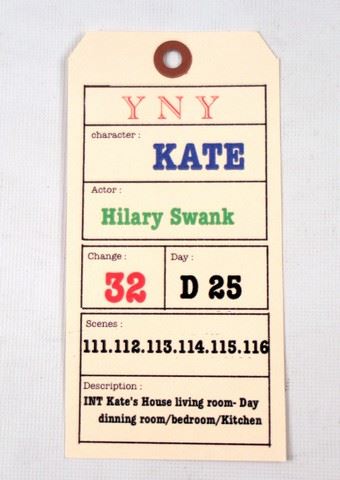 YNY
character :
KATE
Actor :
Hilary Swank
Change : Day :
32 D 25
Scenes :
111.112.113.114.115.116
Description :
INT Kate's House living room- Day
dinning room/bedroom/Kitchen